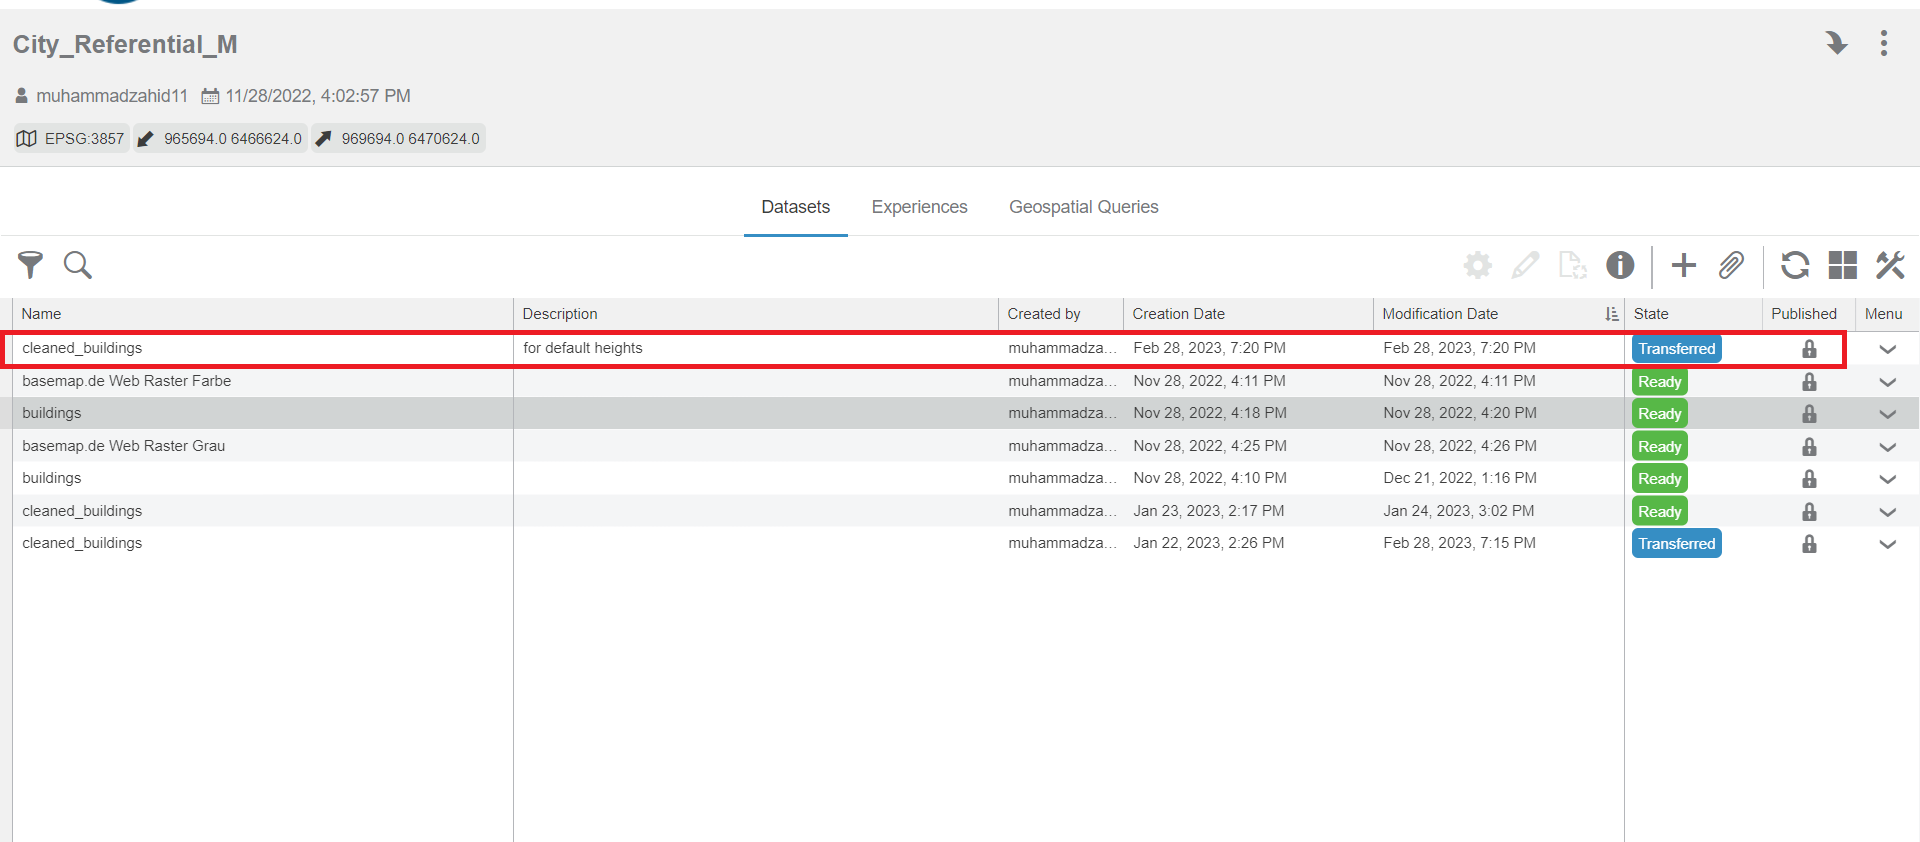 City_Referential_M
muhammadzahid11 11/28/2022, 4:02:57 PM
EPSG:3857 965694.0 6466624.0 969694.0 6470624.0
Datasets Experiences Geospatial Queries
Name Description Created by Creation Date Modification Date State Published Menu
cleaned_buildings for default heights muhammadza... Feb 28, 2023, 7:20 PM Feb 28, 2023, 7:20 PM Transferred
basemap.de Web Raster Farbe muhammadza... Nov 28, 2022, 4:11 PM Nov 28, 2022, 4:11 PM Ready
buildings muhammadza... Nov 28, 2022, 4:18 PM Nov 28, 2022, 4:20 PM Ready
basemap.de Web Raster Grau muhammadza... Nov 28, 2022, 4:25 PM Nov 28, 2022, 4:26 PM Ready
buildings muhammadza... Nov 28, 2022, 4:10 PM Dec 21, 2022, 1:16 PM Ready
cleaned_buildings muhammadza... Jan 23, 2023, 2:17 PM Jan 24, 2023, 3:02 PM Ready
cleaned_buildings muhammadza... Jan 22, 2023, 2:26 PM Feb 28, 2023, 7:15 PM Transferred